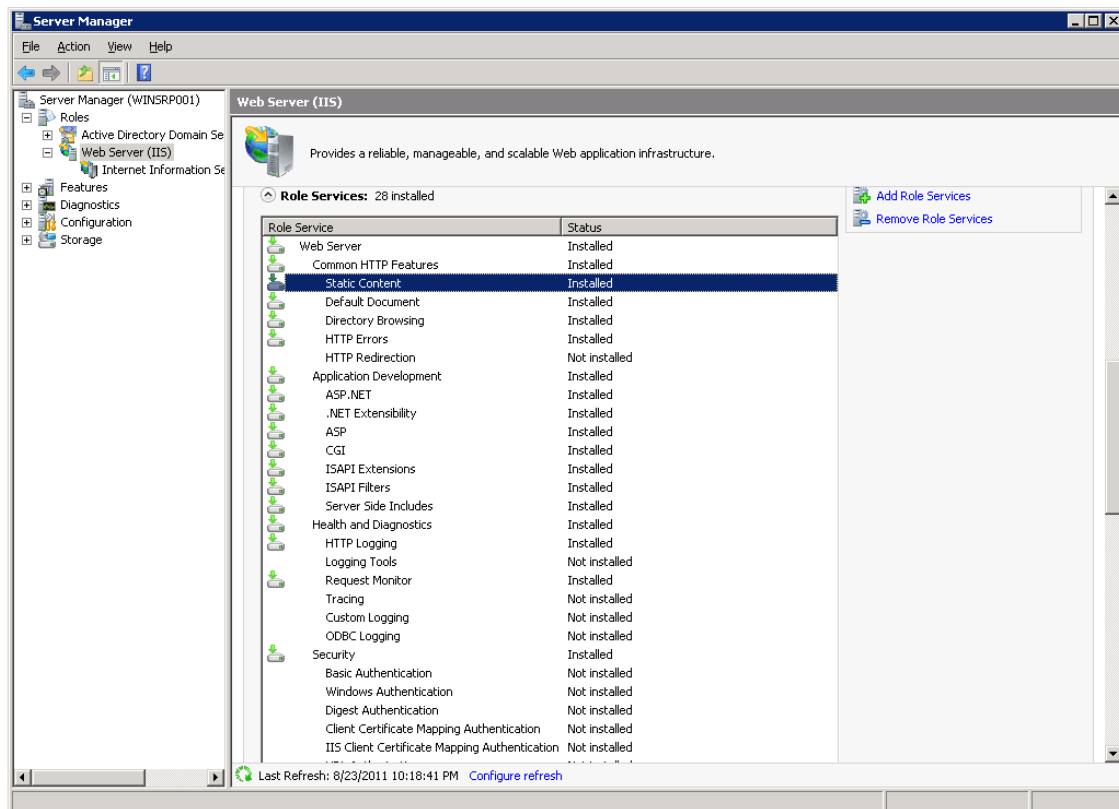 Server Manager
File Action View Help
Server Manager (WINSRP001)
Roles
Active Directory Domain Se
Web Server (IIS)
Internet Information Se
Features
Diagnostics
Configuration
Storage
Web Server (IIS)
Provides a reliable, manageable, and scalable Web application infrastructure.
Role Services: 28 installed
Add Role Services
Remove Role Services
Role Service Status
Web Server Installed
Common HTTP Features Installed
Static Content Installed
Default Document Installed
Directory Browsing Installed
HTTP Errors Installed
HTTP Redirection Not installed
Application Development Installed
ASP.NET Installed
.NET Extensibility Installed
ASP Installed
CGI Installed
ISAPI Extensions Installed
ISAPI Filters Installed
Server Side Includes Installed
Health and Diagnostics Installed
HTTP Logging Installed
Logging Tools Not installed
Request Monitor Installed
Tracing Not installed
Custom Logging Not installed
ODBC Logging Not installed
Security Installed
Basic Authentication Not installed
Windows Authentication Not installed
Digest Authentication Not installed
Client Certificate Mapping Authentication Not installed
IIS Client Certificate Mapping Authentication Not installed
Last Refresh: 8/23/2011 10:18:41 PM Configure refresh